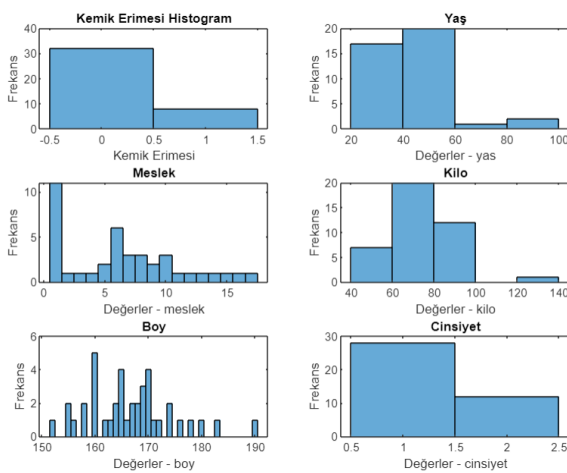 Kemik Erimesi Histogram
Frekans
40
30
20
10
0
-0.5 0 0.5 1 1.5
Kemik Erimesi
Yaş
Frekans
20
15
10
5
0
20 40 60 80 100
Değerler - yas
Meslek
Frekans
10
5
0
0 5 10 15
Değerler - meslek
Kilo
Frekans
20
15
10
5
0
40 60 80 100 120 140
Değerler - kilo
Boy
Frekans
6
4
2
0
150 160 170 180 190
Değerler - boy
Cinsiyet
Frekans
30
20
10
0
0.5 1 1.5 2 2.5
Değerler - cinsiyet